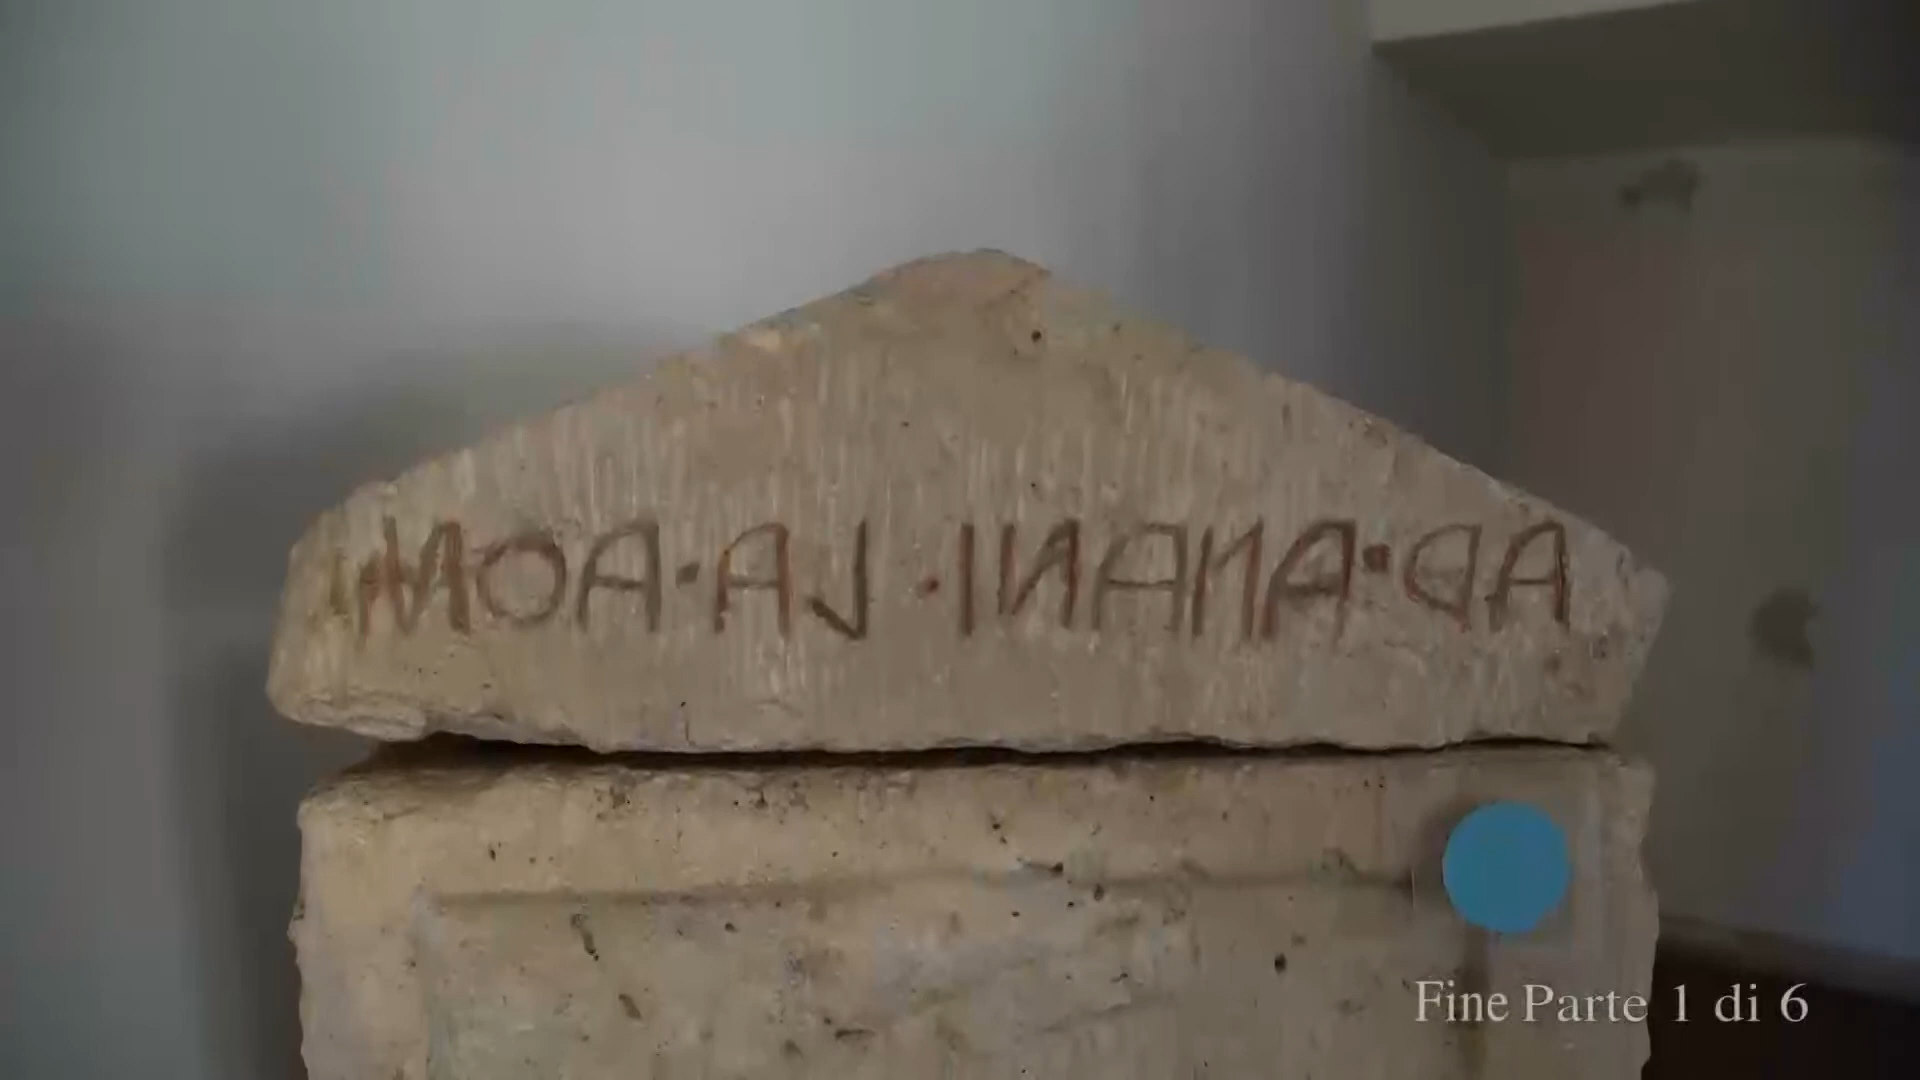 𐌀𐌓·𐌀𐌍𐌀𐌍𐌉·𐌋𐌀·
Fine Parte 1 di 6